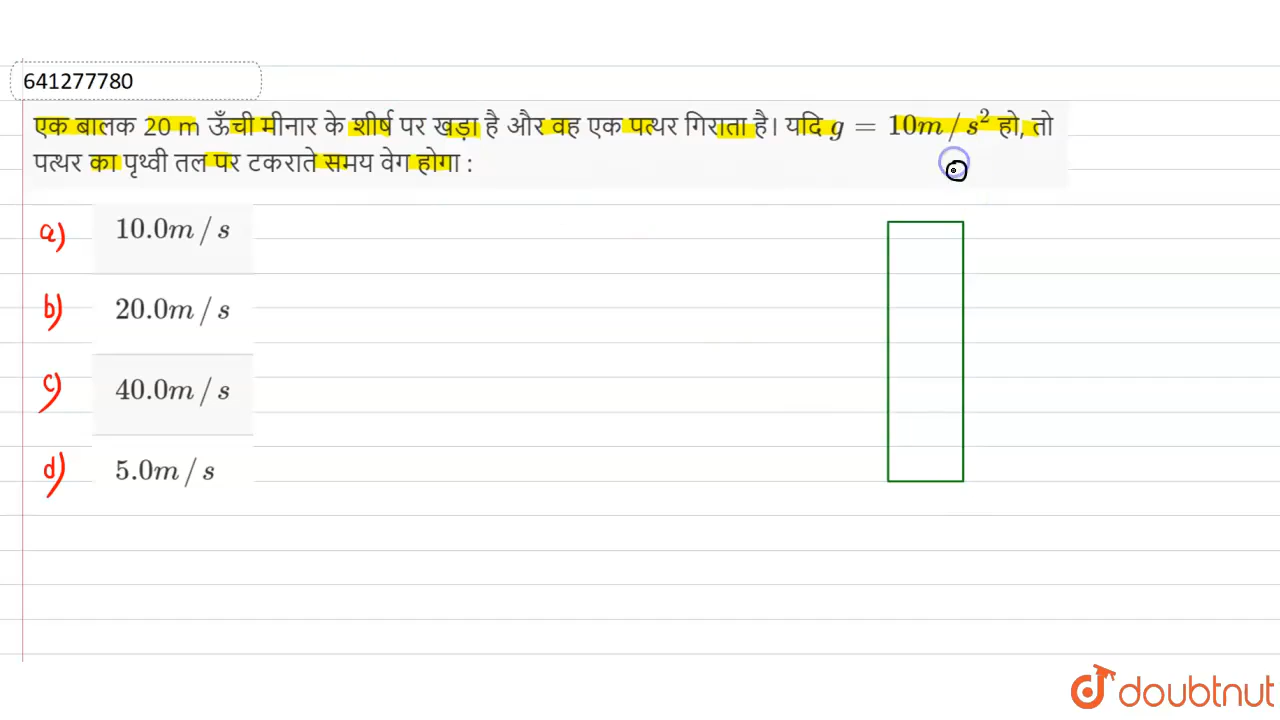 641277780
एक बालक 20 m ऊँची मीनार के शीर्ष पर खड़ा है और वह एक पत्थर गिराता है। यदि g = 10m/s² हो, तो
पत्थर का पृथ्वी तल पर टकराते समय वेग होगा :
a) 10.0m/s
b) 20.0m/s
c) 40.0m/s
d) 5.0m/s
doubtnut